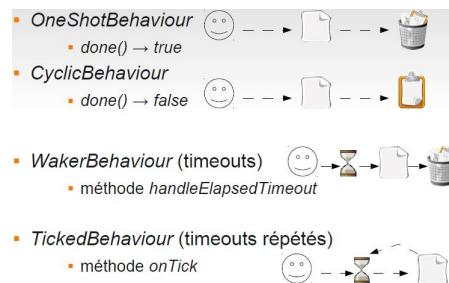 OneShotBehaviour
done() → true
CyclicBehaviour
done() → false
WakerBehaviour (timeouts)
méthode handleElapsedTimeout
TickedBehaviour (timeouts répétés)
méthode onTick